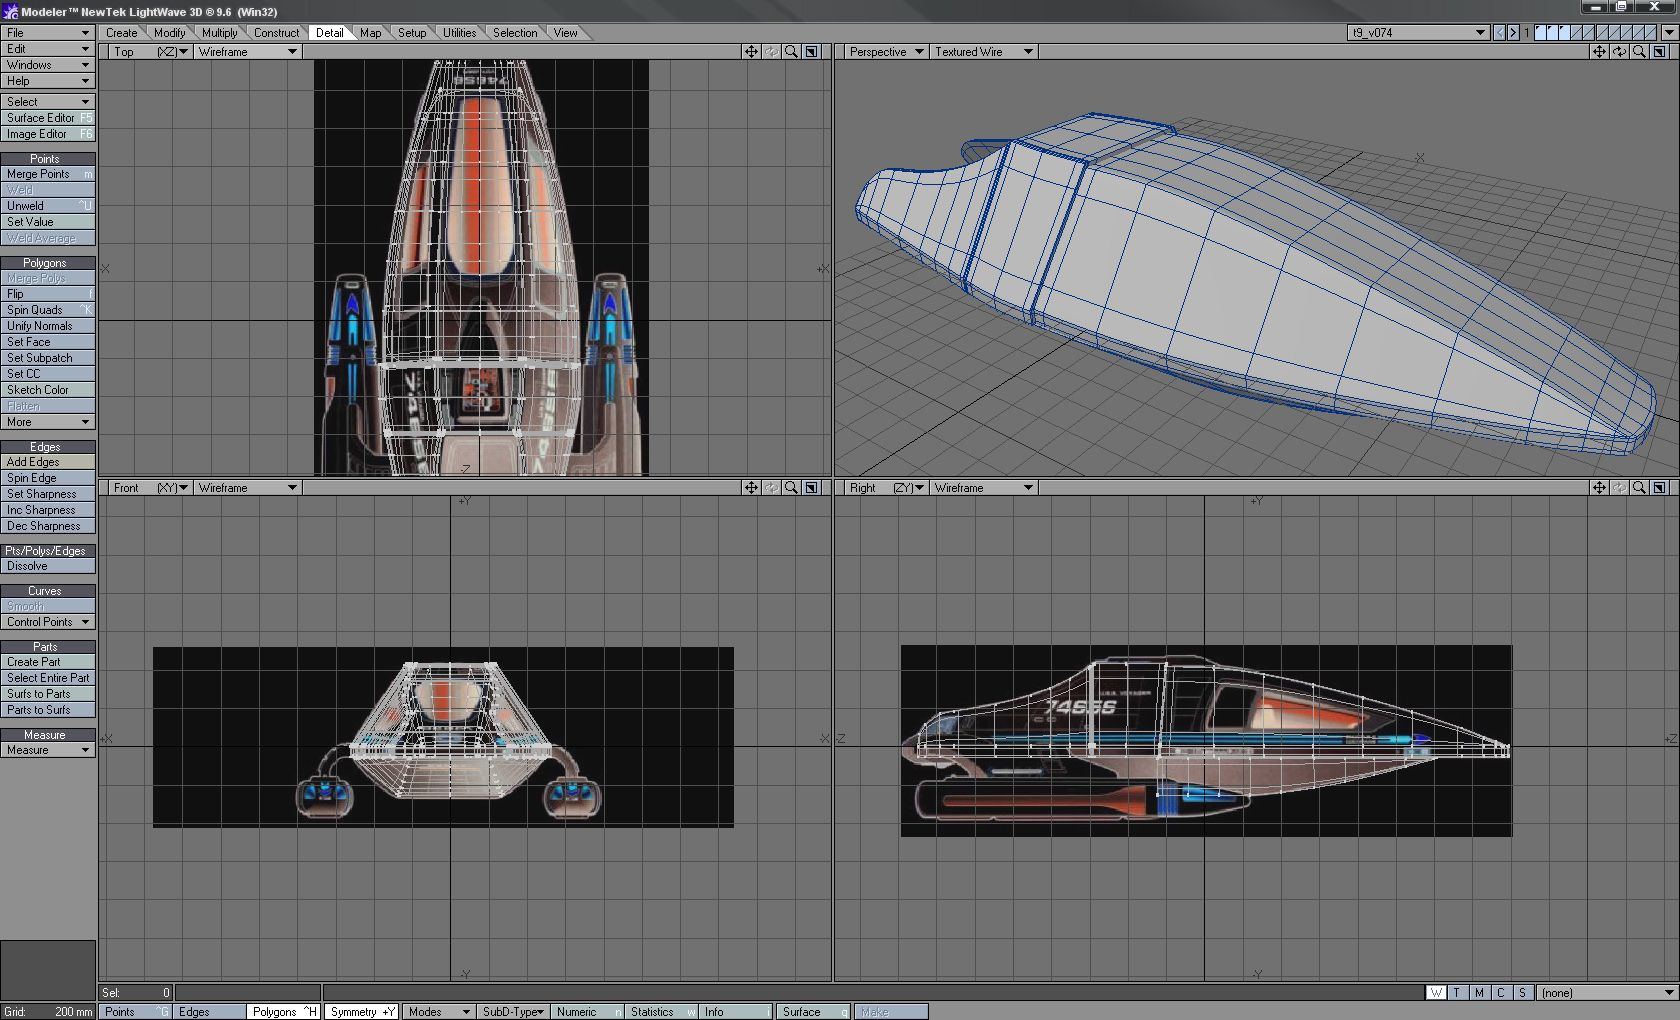 Modeler™ NewTek LightWave 3D ® 9.6 (Win32)
File
Create Modify Multiply Construct Detail Map Setup Utilities Selection View
t9_v074
1
Edit
Windows
Help
Select
Surface Editor F5
Image Editor F6
Points
Merge Points m
Weld
Unweld ^U
Set Value
Weld Average
Polygons
Merge Polys
Flip f
Spin Quads ^K
Unify Normals
Set Face
Set Subpatch
Set CC
Sketch Color
Flatten
More
Edges
Add Edges
Spin Edge
Set Sharpness
Inc Sharpness
Dec Sharpness
Pts/Polys/Edges
Dissolve
Curves
Smooth
Control Points
Parts
Create Part
Select Entire Part
Surfs to Parts
Parts to Surfs
Measure
Measure
Top (XZ) Wireframe
74656
X
+X
-Z
Perspective Textured Wire
X
Front (XY) Wireframe
+Y
-X
X
-Y
Right (ZY) Wireframe
+Y
74656
Z
+Z
-Y
Sel: 0
W T M C S (none)
Grid: 200 mm
Points ^G Edges Polygons ^H Symmetry +Y Modes SubD-Type Numeric n Statistics w Info i Surface q Make